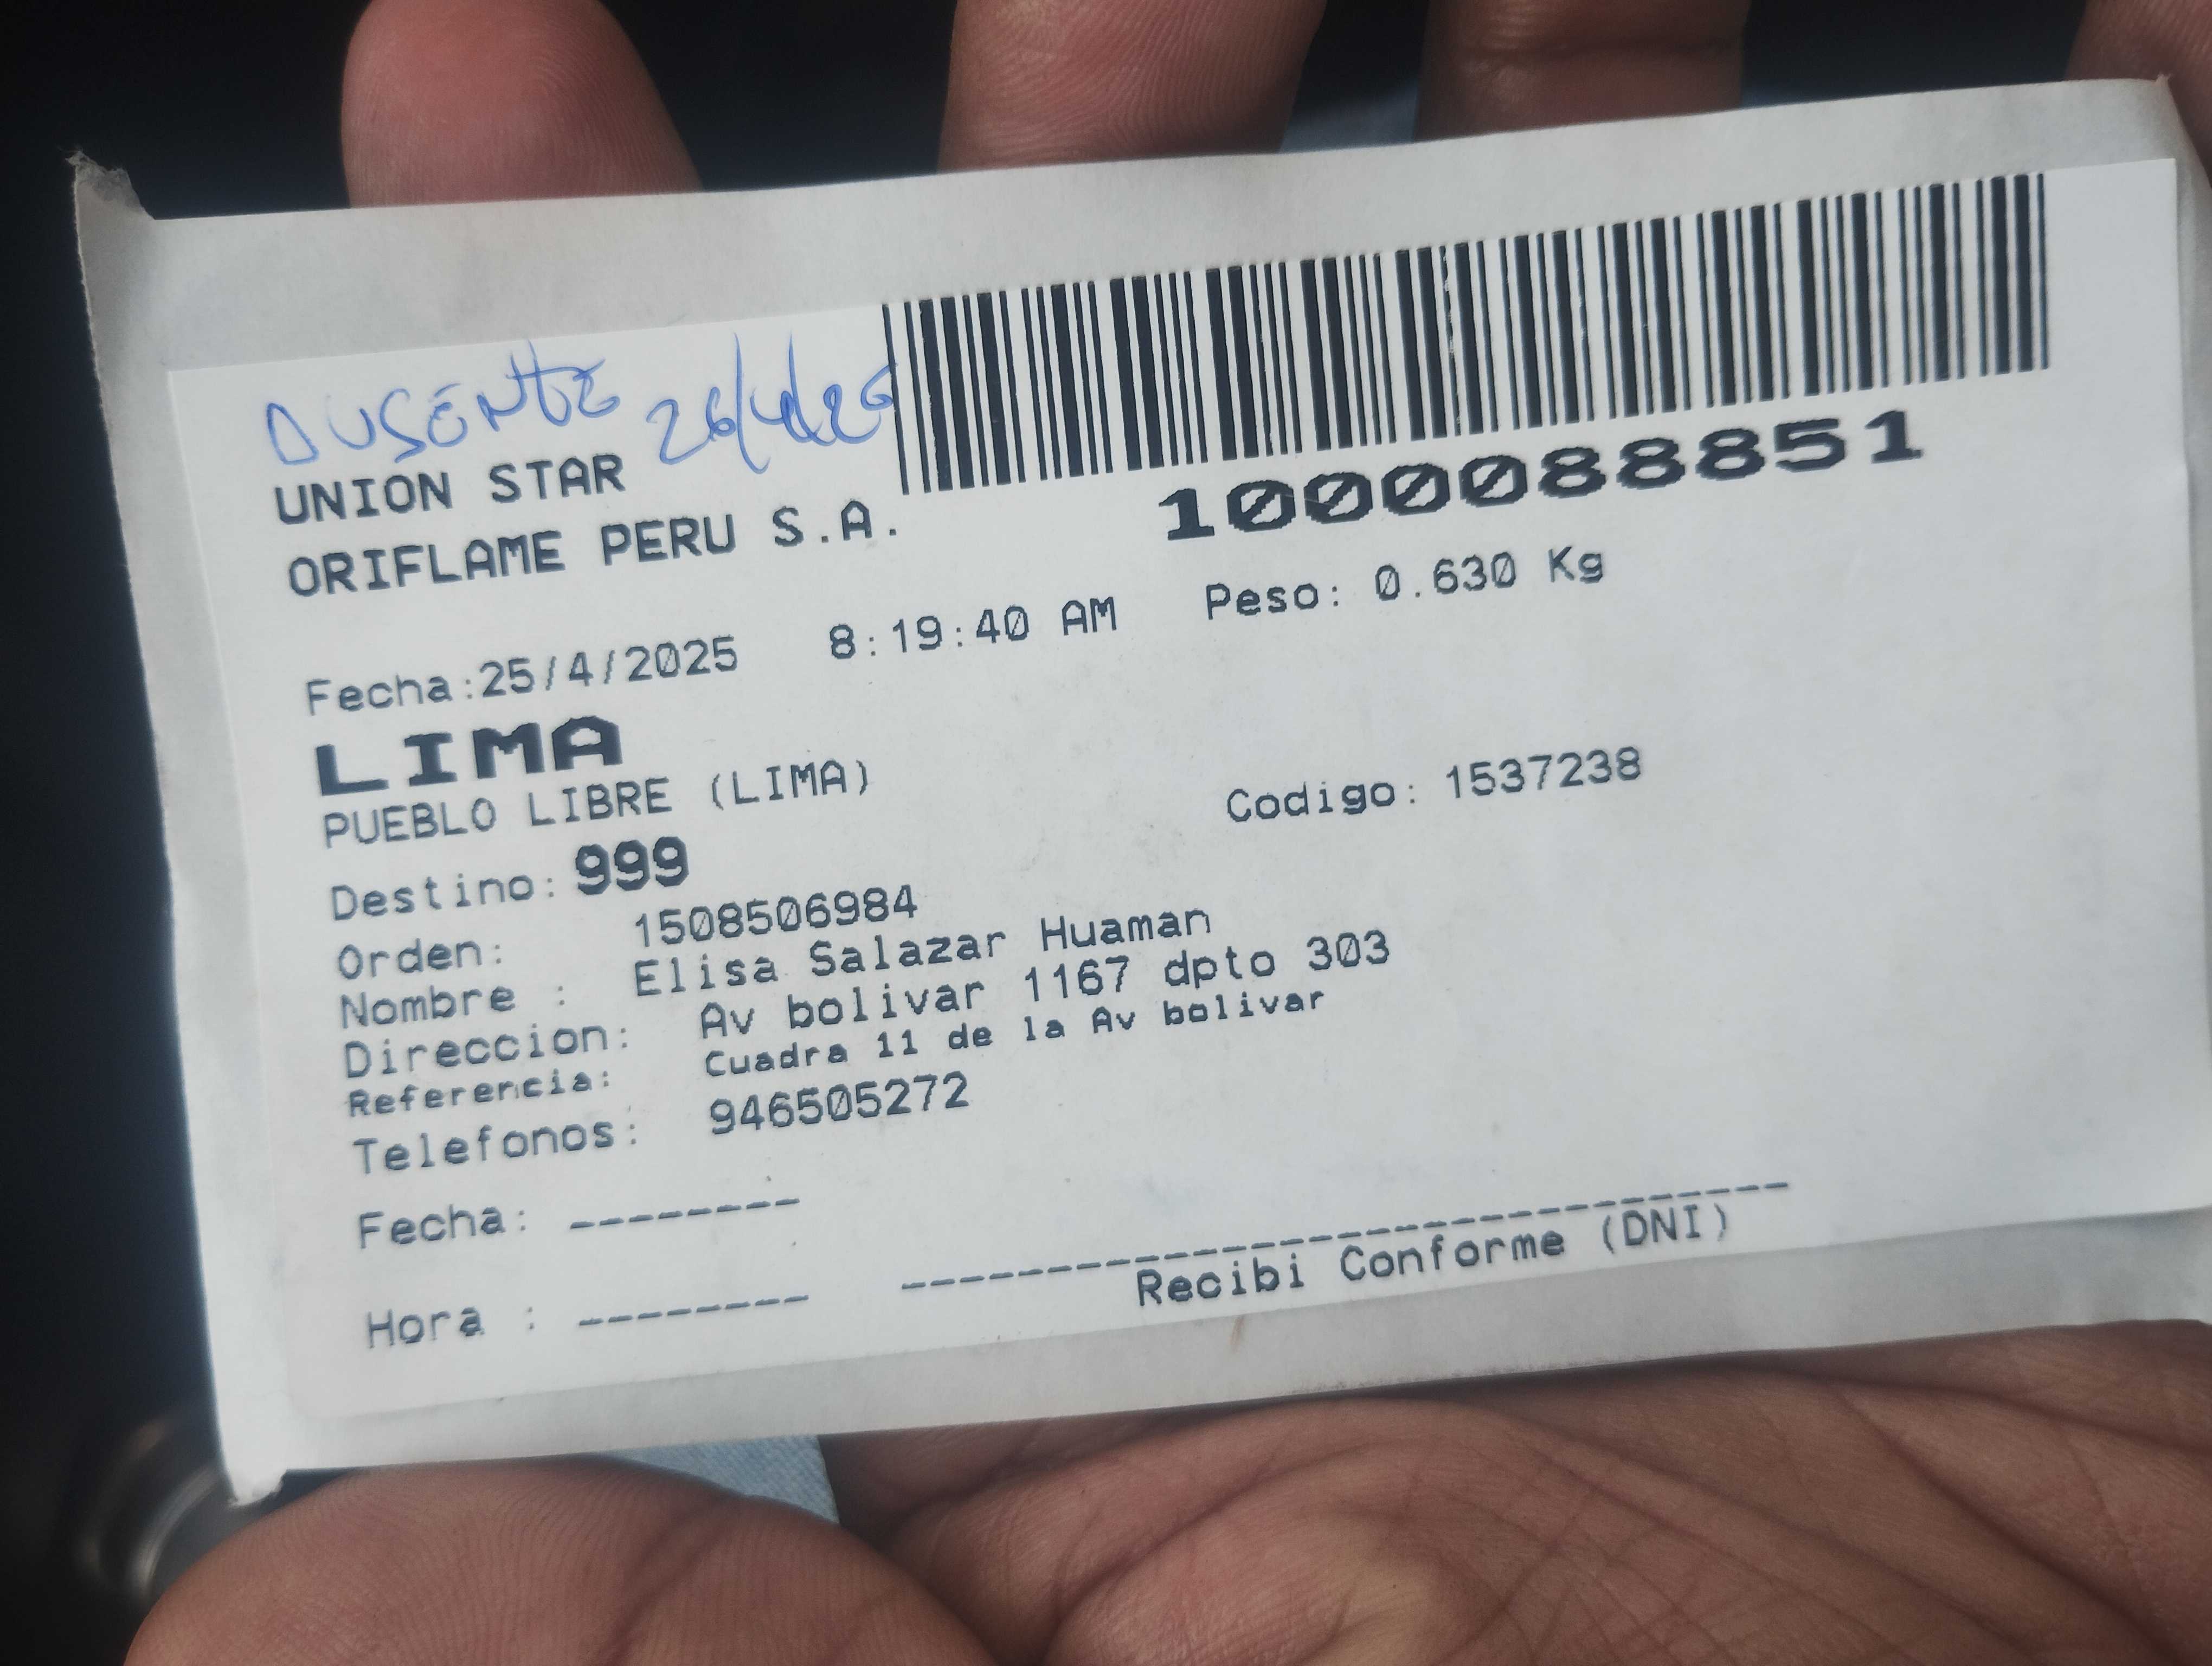 AUSENTE 26/4/26
UNION STAR
ORIFLAME PERU S.A.
1000088851
Fecha:25/4/2025 8:19:40 AM Peso: 0.630 Kg
LIMA
PUEBLO LIBRE (LIMA)
Codigo: 1537238
Destino: 999
Orden: 1508506984
Nombre : Elisa Salazar Huaman
Direccion: Av bolivar 1167 dpto 303
Referencia: Cuadra 11 de la Av bolivar
Telefonos: 946505272
Fecha: --------
Hora : --------
Recibi Conforme (DNI)